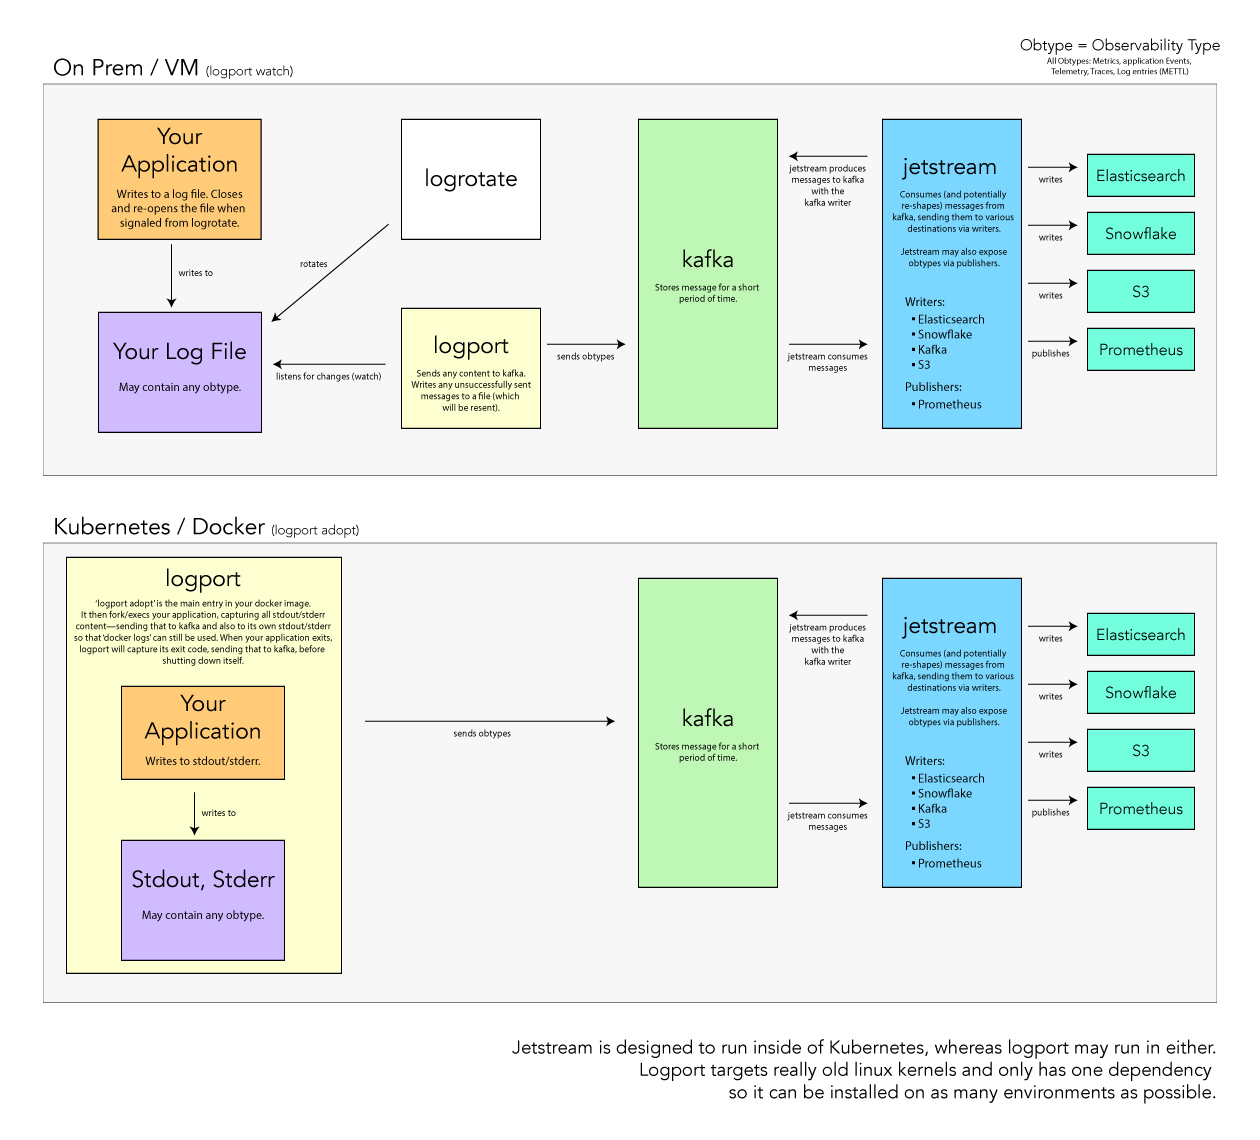 Obtype = Observability Type
All Obtypes: Metrics, application Events,
Telemetry, Traces, Log entries (METTL)
On Prem / VM (logport watch)
Your
Application
Writes to a log file. Closes
and re-opens the file when
signaled from logrotate.
writes to
Your Log File
May contain any obtype.
logrotate
rotates
logport
Sends any content to kafka.
Writes any unsuccessfully sent
messages to a file (which
will be resent).
listens for changes (watch)
sends obtypes
kafka
Stores message for a short
period of time.
jetstream produces
messages to kafka
with the
kafka writer
jetstream consumes
messages
jetstream
Consumes (and potentially
re-shapes) messages from
kafka, sending them to various
destinations via writers.
Jetstream may also expose
obtypes via publishers.
Writers:
▪ Elasticsearch
▪ Snowflake
▪ Kafka
▪ S3
Publishers:
▪ Prometheus
writes
Elasticsearch
writes
Snowflake
writes
S3
publishes
Prometheus
Kubernetes / Docker (logport adopt)
logport
'logport adopt' is the main entry in your docker image.
It then fork/execs your application, capturing all stdout/stderr
content—sending that to kafka and also to its own stdout/stderr
so that 'docker logs' can still be used. When your application exits,
logport will capture its exit code, sending that to kafka, before
shutting down itself.
Your
Application
Writes to stdout/stderr.
writes to
Stdout, Stderr
May contain any obtype.
sends obtypes
kafka
Stores message for a short
period of time.
jetstream produces
messages to kafka
with the
kafka writer
jetstream consumes
messages
jetstream
Consumes (and potentially
re-shapes) messages from
kafka, sending them to various
destinations via writers.
Jetstream may also expose
obtypes via publishers.
Writers:
▪ Elasticsearch
▪ Snowflake
▪ Kafka
▪ S3
Publishers:
▪ Prometheus
writes
Elasticsearch
writes
Snowflake
writes
S3
publishes
Prometheus
Jetstream is designed to run inside of Kubernetes, whereas logport may run in either.
Logport targets really old linux kernels and only has one dependency
so it can be installed on as many environments as possible.